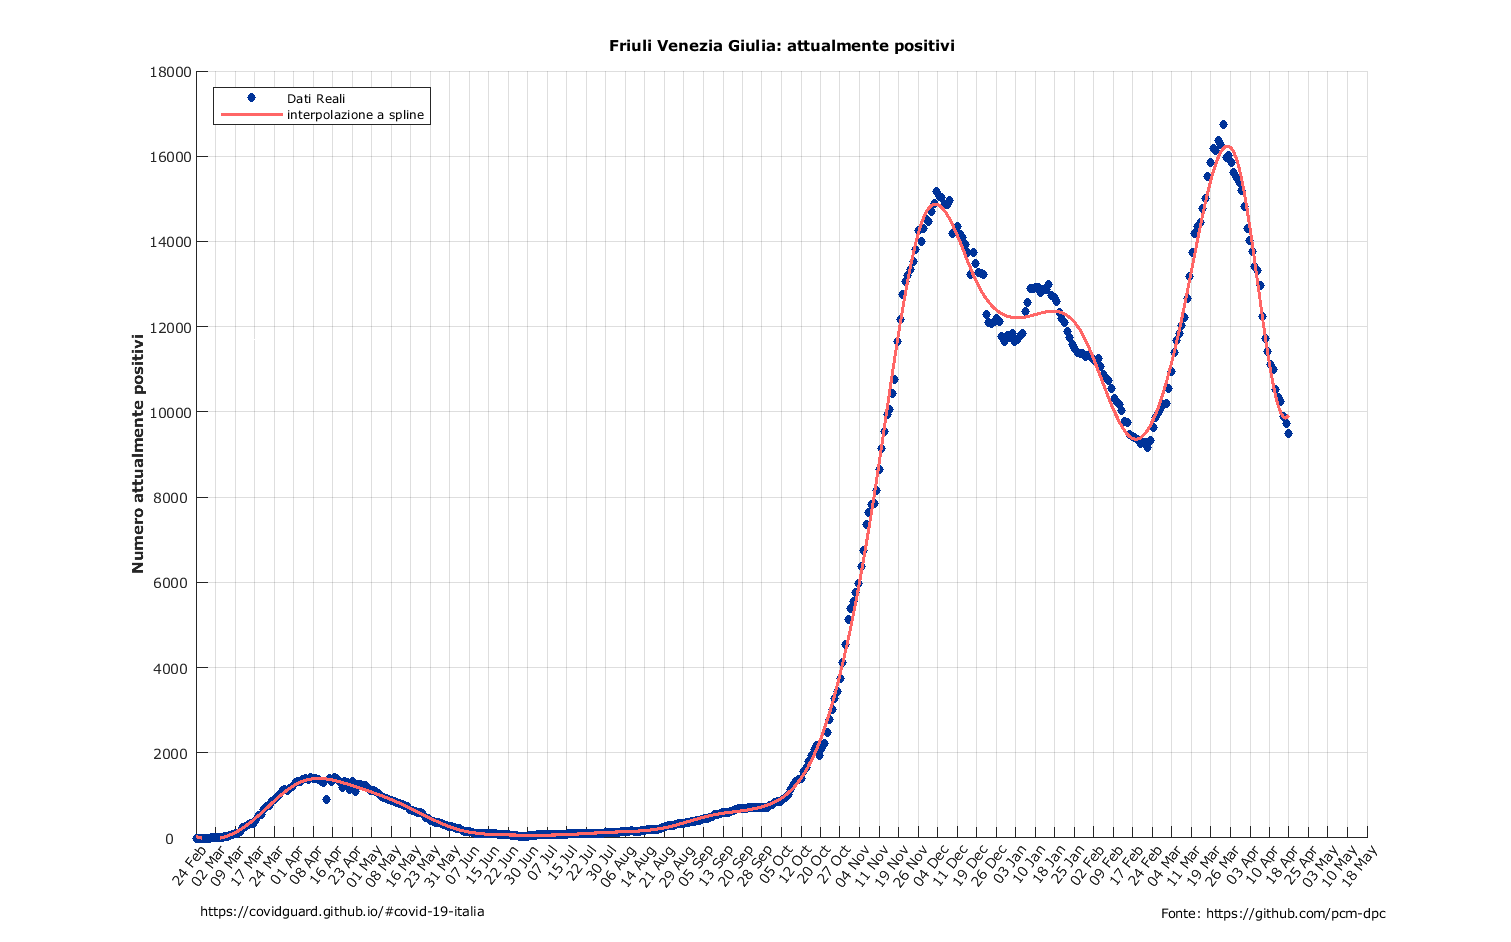 Friuli Venezia Giulia: attualmente positivi
Dati Reali
interpolazione a spline
Numero attualmente positivi
18000
16000
14000
12000
10000
8000
6000
4000
2000
0
24 Feb
02 Mar
09 Mar
17 Mar
24 Mar
01 Apr
08 Apr
16 Apr
23 Apr
01 May
08 May
16 May
23 May
31 May
07 Jun
15 Jun
22 Jun
30 Jun
07 Jul
15 Jul
22 Jul
30 Jul
06 Aug
14 Aug
21 Aug
29 Aug
05 Sep
13 Sep
20 Sep
28 Sep
05 Oct
12 Oct
20 Oct
27 Oct
04 Nov
11 Nov
19 Nov
26 Nov
04 Dec
11 Dec
19 Dec
26 Dec
03 Jan
10 Jan
18 Jan
25 Jan
02 Feb
09 Feb
17 Feb
24 Feb
04 Mar
11 Mar
19 Mar
26 Mar
03 Apr
10 Apr
18 Apr
25 Apr
03 May
10 May
18 May
https://covidguard.github.io/#covid-19-italia
Fonte: https://github.com/pcm-dpc